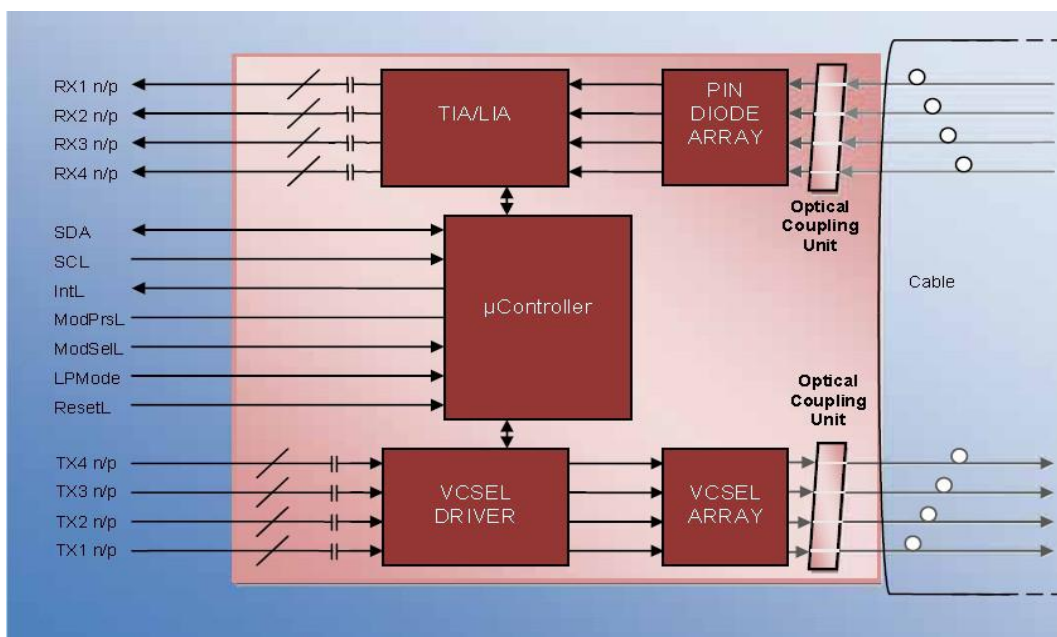 RX1 n/p
RX2 n/p
RX3 n/p
RX4 n/p
TIA/LIA
PIN
DIODE
ARRAY
Optical
Coupling
Unit
SDA
SCL
IntL
ModPrsL
ModSelL
LPMode
ResetL
µController
Cable
Optical
Coupling
Unit
TX4 n/p
TX3 n/p
TX2 n/p
TX1 n/p
VCSEL
DRIVER
VCSEL
ARRAY